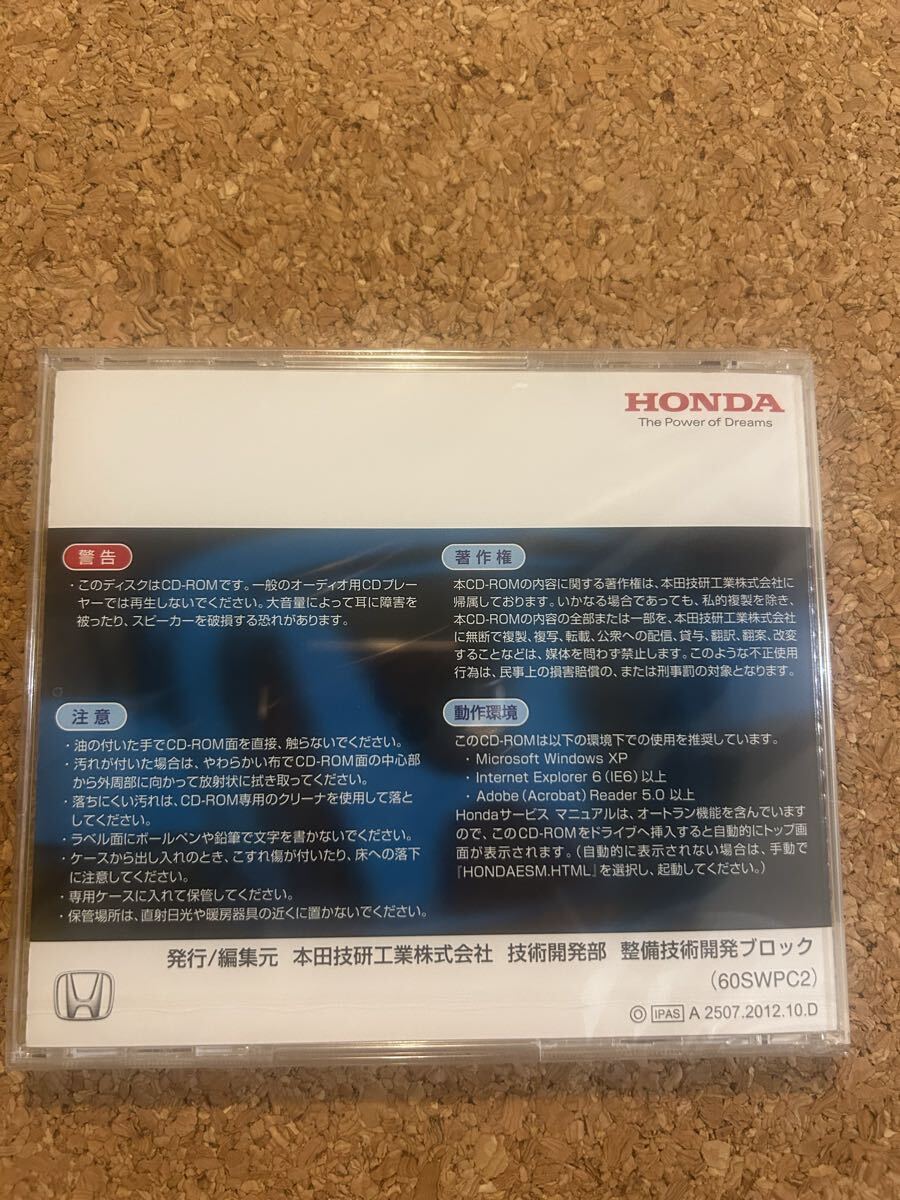 HONDA
The Power of Dreams
警告
・このディスクはCD-ROMです。一般のオーディオ用CDプレー
ヤーでは再生しないでください。大音量によって耳に障害を
被ったり、スピーカーを破損する恐れがあります。
注意
・油の付いた手でCD-ROM面を直接、触らないでください。
・汚れが付いた場合は、やわらかい布でCD-ROM面の中心部
から外周部に向かって放射状に拭き取ってください。
・落ちにくい汚れは、CD-ROM専用のクリーナを使用して落と
してください。
・ラベル面にボールペンや鉛筆で文字を書かないでください。
・ケースから出し入れのとき、こすれ傷が付いたり、床への落下
に注意してください。
・専用ケースに入れて保管してください。
・保管場所は、直射日光や暖房器具の近くに置かないでください。
著作権
本CD-ROMの内容に関する著作権は、本田技研工業株式会社に
帰属しております。いかなる場合であっても、私的複製を除き、
本CD-ROMの内容の全部または一部を、本田技研工業株式会社
に無断で複製、複写、転載、公衆への配信、貸与、翻訳、翻案、改変
することなどは、媒体を問わず禁止します。このような不正使用
行為は、民事上の損害賠償の、または刑事罰の対象となります。
動作環境
このCD-ROMは以下の環境下での使用を推奨しています。
・Microsoft Windows XP
・Internet Explorer 6（IE6）以上
・Adobe（Acrobat）Reader 5.0 以上
Hondaサービス マニュアルは、オートラン機能を含んでいます
ので、このCD-ROMをドライブへ挿入すると自動的にトップ画
面が表示されます。（自動的に表示されない場合は、手動で
『HONDAESM.HTML』を選択し、起動してください。）
発行/編集元 本田技研工業株式会社 技術開発部 整備技術開発ブロック
（60SWPC2）
◎ IPAS A 2507.2012.10.D